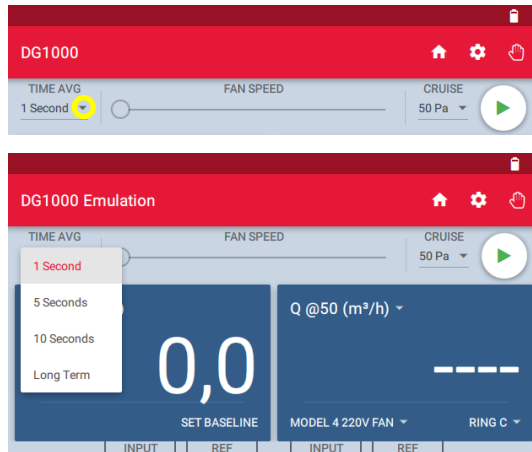 DG1000
TIME AVG
FAN SPEED
CRUISE
1 Second
50 Pa
DG1000 Emulation
TIME AVG
FAN SPEED
CRUISE
50 Pa
1 Second
5 Seconds
10 Seconds
Long Term
0,0
SET BASELINE
Q @50 (m³/h)
----
MODEL 4 220V FAN
RING C
INPUT
REF
INPUT
REF